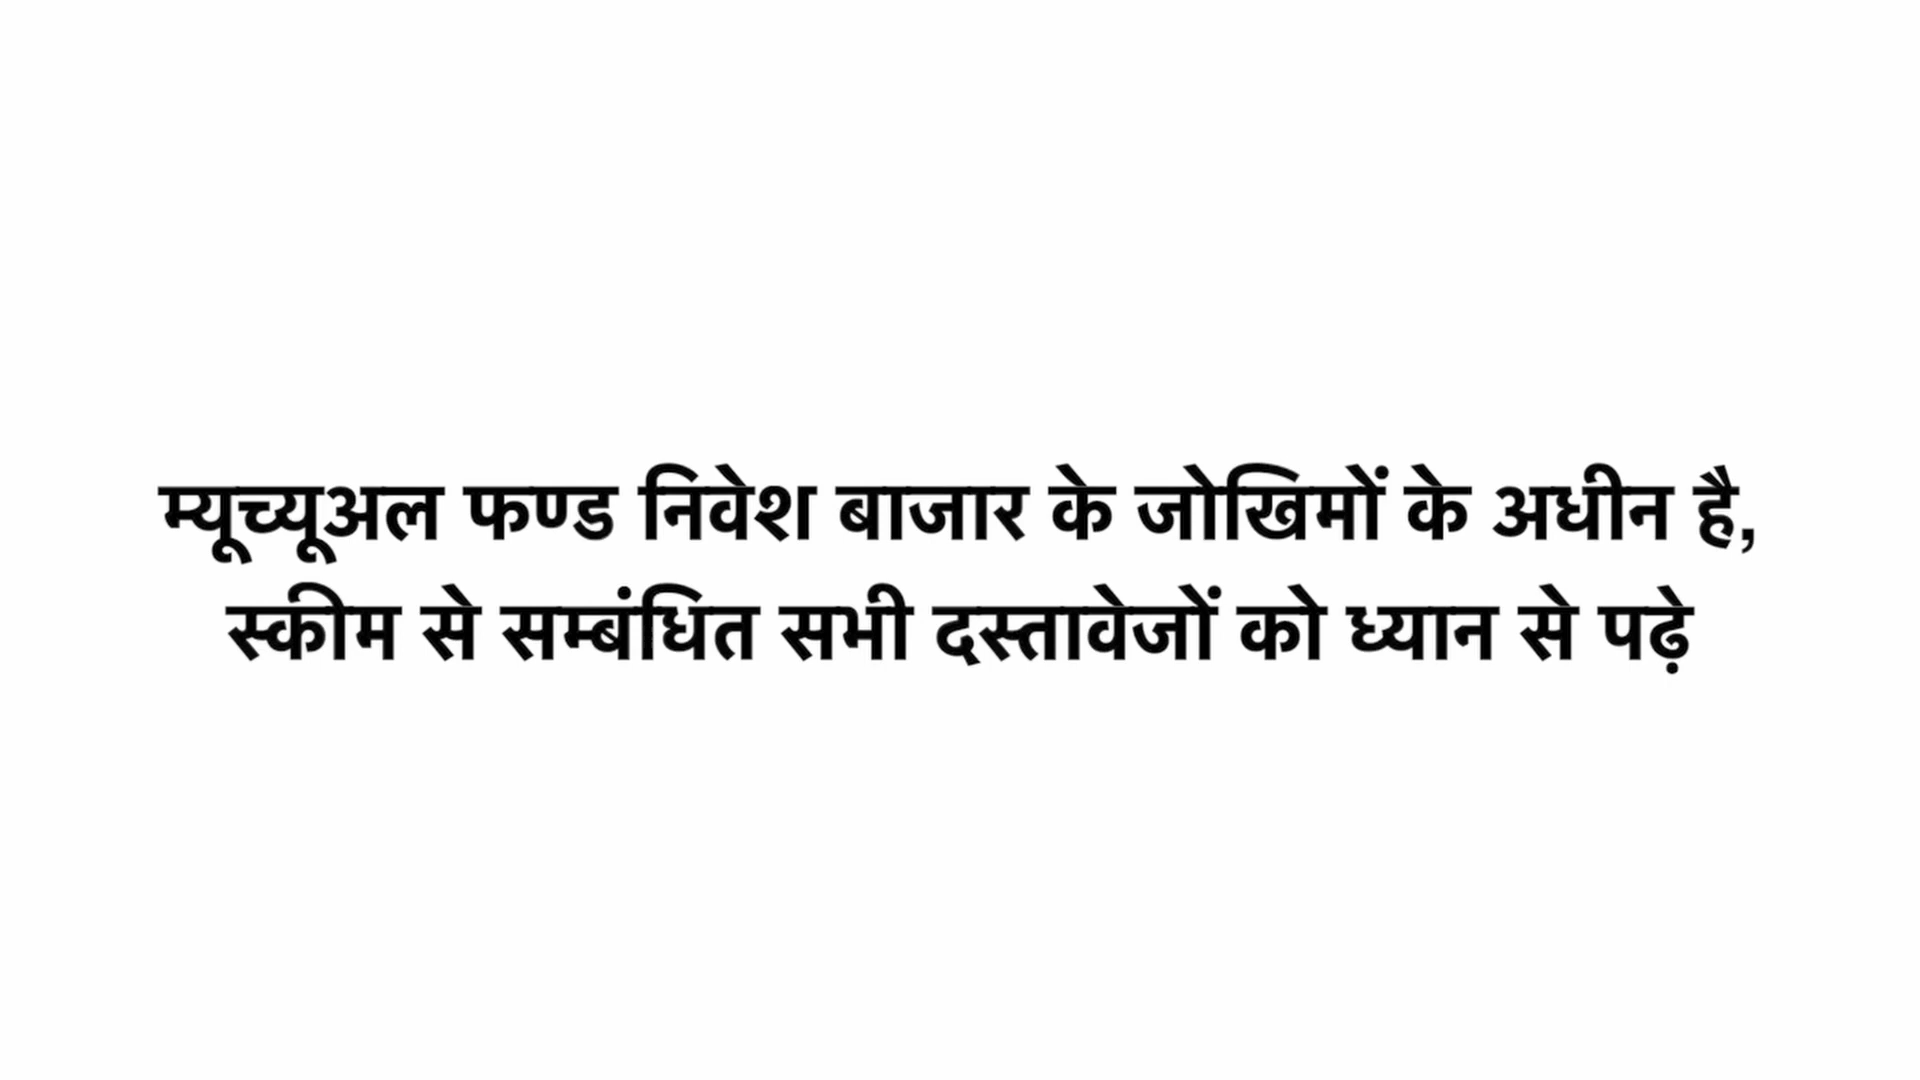 म्यूच्यूअल फण्ड निवेश बाजार के जोखिमों के अधीन है,
स्कीम से सम्बंधित सभी दस्तावेजों को ध्यान से पढ़े